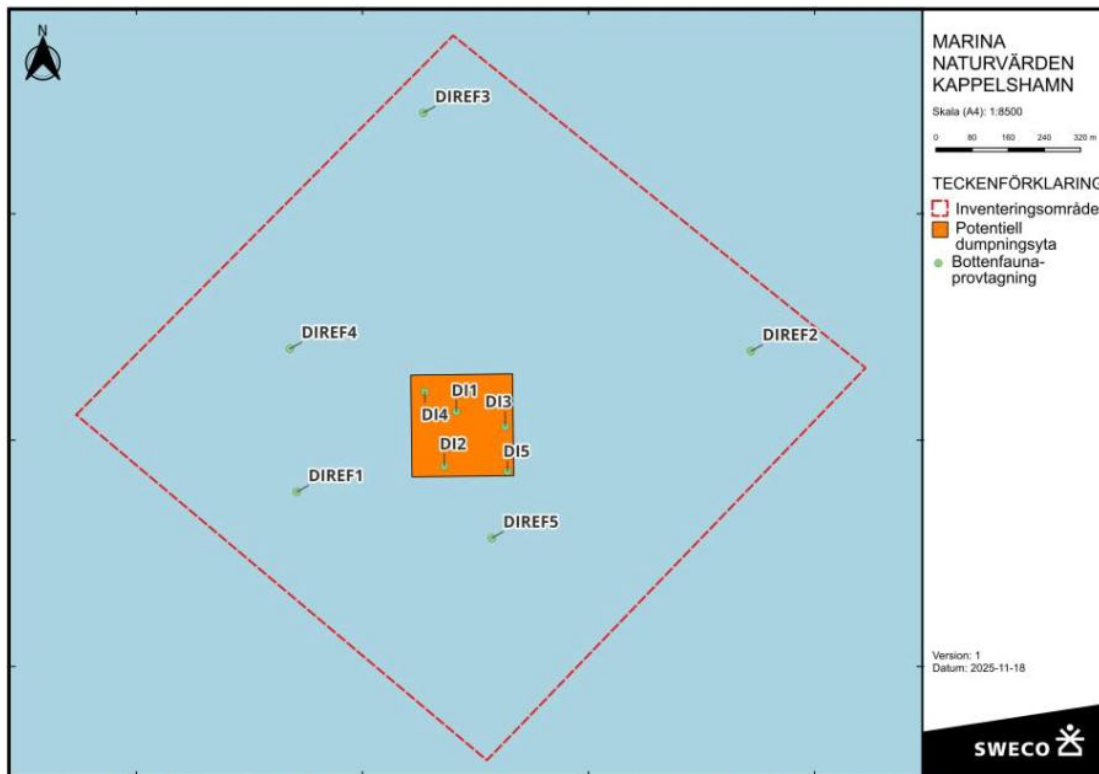 N
DIREF3
DIREF4
DIREF2
DI1
DI3
DI4
DI2
DI5
DIREF1
DIREF5
MARINA
NATURVÄRDEN
KAPPELSHAMN
Skala (A4): 1:8500
0 80 160 240 320 m
TECKENFÖRKLARING
Inventeringsområde
Potentiell
dumpningsyta
Bottenfauna-
provtagning
Version: 1
Datum: 2025-11-18
SWECO